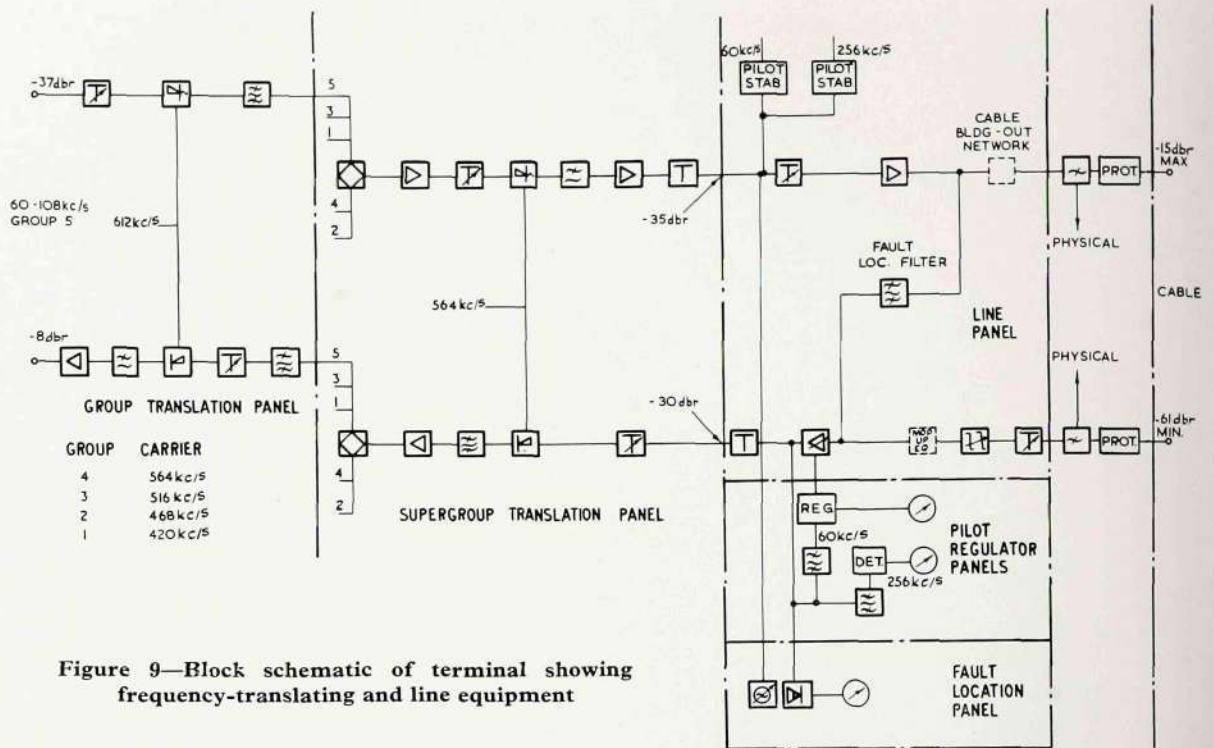 60kc/s
256kc/s
PILOT
STAB
PILOT
STAB
-37dbr
5
3
1
4
2
CABLE
BLDG-OUT
NETWORK
-15dbr
MAX
PROT.
60-108kc/s
GROUP 5
612kc/s
-35dbr
PHYSICAL
FAULT
LOC. FILTER
564kc/s
LINE
PANEL
CABLE
-8dbr
5
3
1
4
2
-30dbr
PHYSICAL
-61dbr
MIN.
T
T
MOP
UP
EQ
PROT.
GROUP TRANSLATION PANEL
GROUP CARRIER
4 564kc/s
3 516kc/s
2 468kc/s
1 420kc/s
SUPERGROUP TRANSLATION PANEL
REG
60kc/s
DET.
256kc/s
PILOT
REGULATOR
PANELS
FAULT
LOCATION
PANEL
Figure 9—Block schematic of terminal showing
frequency-translating and line equipment